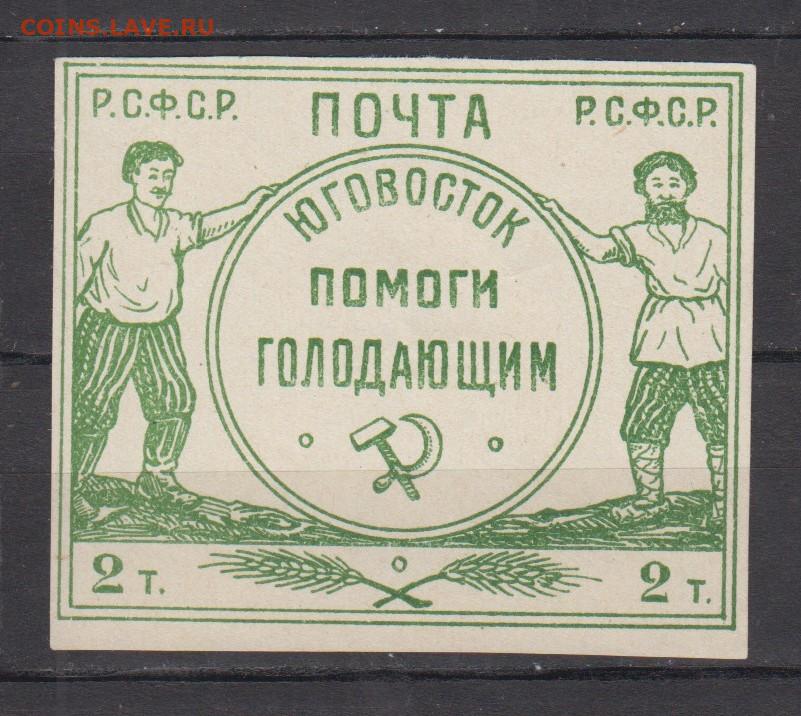 COINS.LAVE.RU
Р.С.Ф.С.Р. ПОЧТА Р.С.Ф.С.Р.
ЮГОВОСТОК
ПОМОГИ
ГОЛОДАЮЩИМ
2 Т. 2 Т.